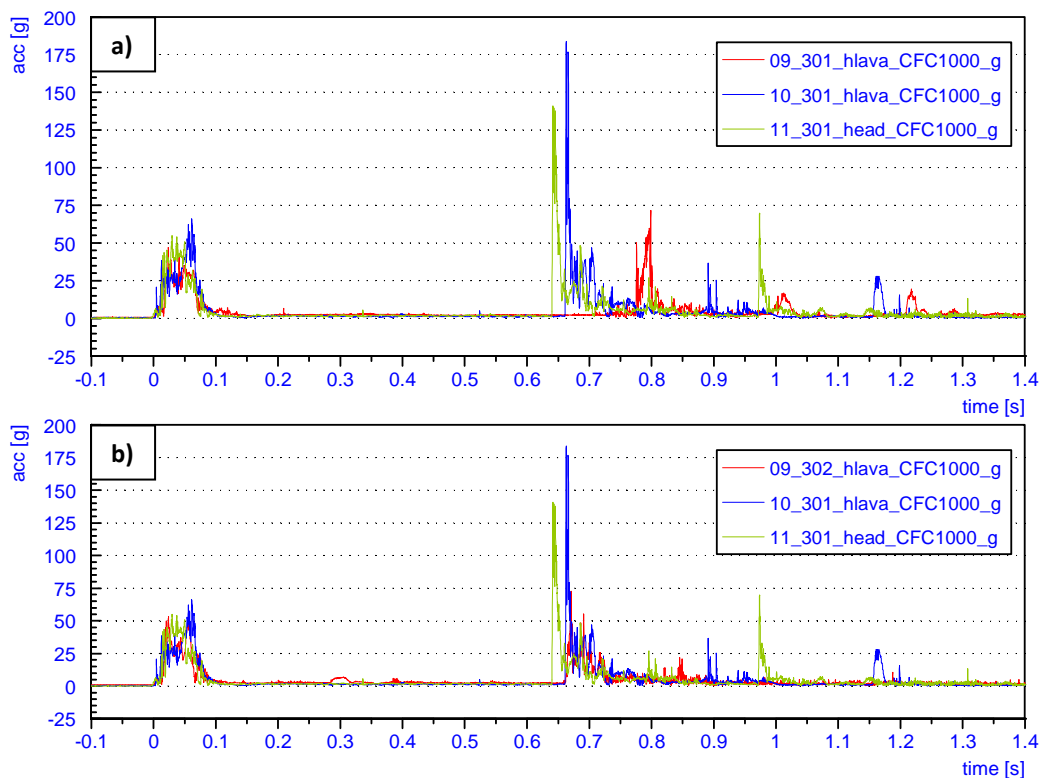 acc [g]
200
175
150
125
100
75
50
25
0
-25
a)
09_301_hlava_CFC1000_g
10_301_hlava_CFC1000_g
11_301_head_CFC1000_g
-0.1 0 0.1 0.2 0.3 0.4 0.5 0.6 0.7 0.8 0.9 1 1.1 1.2 1.3 1.4
time [s]
acc [g]
200
175
150
125
100
75
50
25
0
-25
b)
09_302_hlava_CFC1000_g
10_301_hlava_CFC1000_g
11_301_head_CFC1000_g
-0.1 0 0.1 0.2 0.3 0.4 0.5 0.6 0.7 0.8 0.9 1 1.1 1.2 1.3 1.4
time [s]